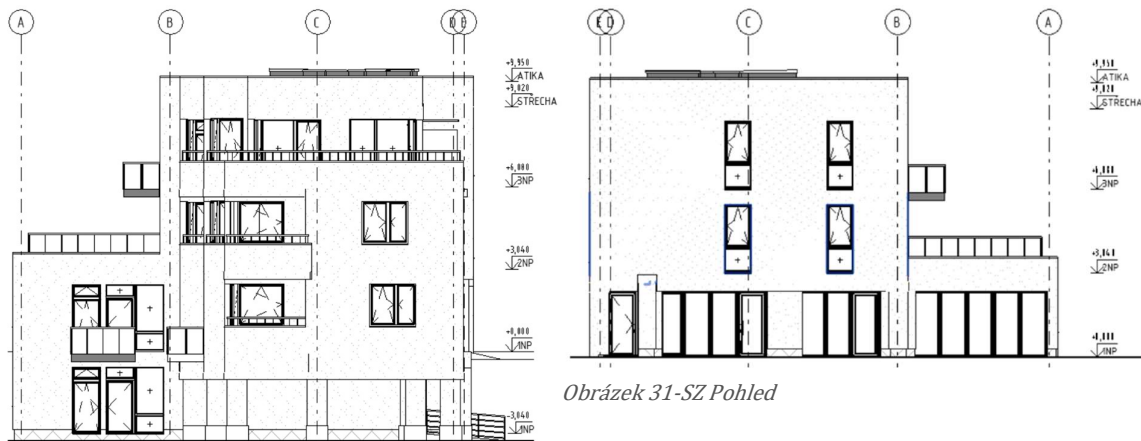 A B C D E
+9,950
ATIKA
+9,020
STŘECHA
+6,080
3NP
+3,040
2NP
+0,000
1NP
-3,040
1NP
E D C B A
ATIKA
STŘECHA
3NP
2NP
1NP
Obrázek 31-SZ Pohled